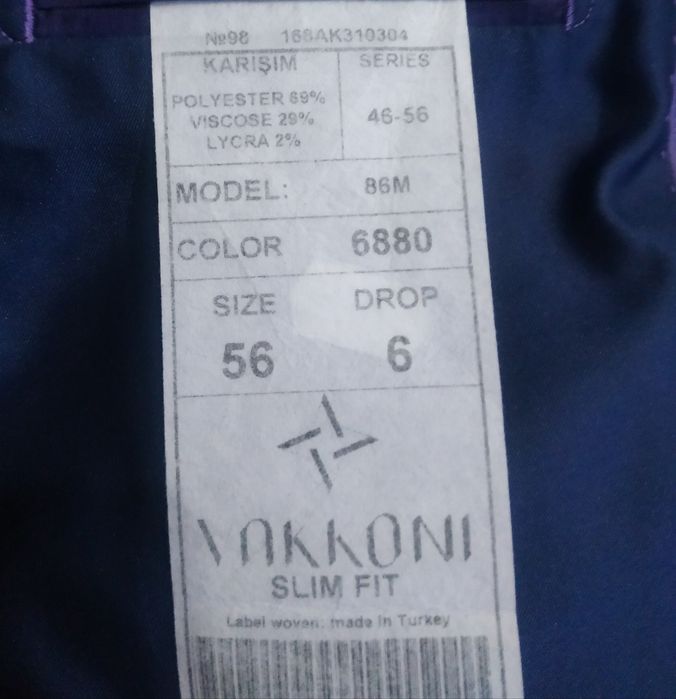 №98 168AK310304
KARIŞIM SERIES
POLYESTER 69%
VISCOSE 29%
LYCRA 2%
46-56
MODEL: 86M
COLOR 6880
SIZE DROP
56 6
VAKKONI
SLIM FIT
Label woven: made in Turkey